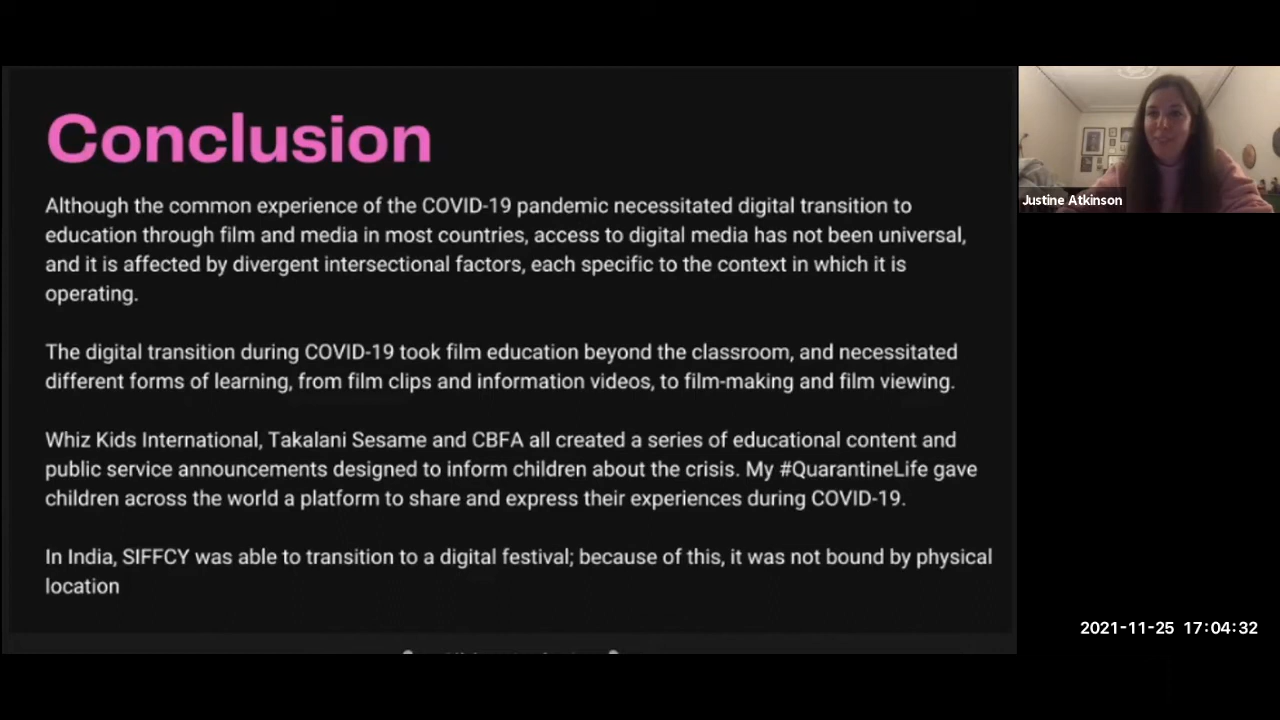 Conclusion
Although the common experience of the COVID-19 pandemic necessitated digital transition to
education through film and media in most countries, access to digital media has not been universal,
and it is affected by divergent intersectional factors, each specific to the context in which it is
operating.
The digital transition during COVID-19 took film education beyond the classroom, and necessitated
different forms of learning, from film clips and information videos, to film-making and film viewing.
Whiz Kids International, Takalani Sesame and CBFA all created a series of educational content and
public service announcements designed to inform children about the crisis. My #QuarantineLife gave
children across the world a platform to share and express their experiences during COVID-19.
In India, SIFFCY was able to transition to a digital festival; because of this, it was not bound by physical
location
Justine Atkinson
2021-11-25 17:04:32